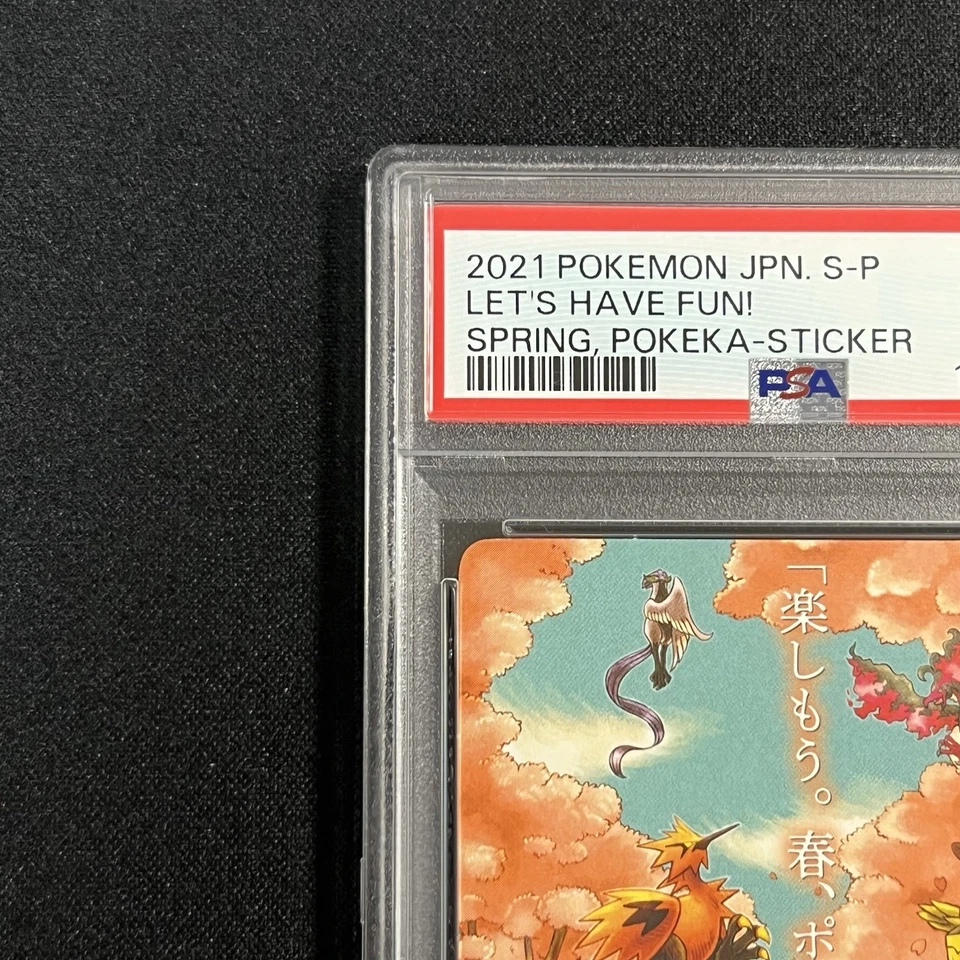 2021 POKEMON JPN. S-P
LET'S HAVE FUN!
SPRING, POKEKA-STICKER
PSA
「楽しもう。春、ポ